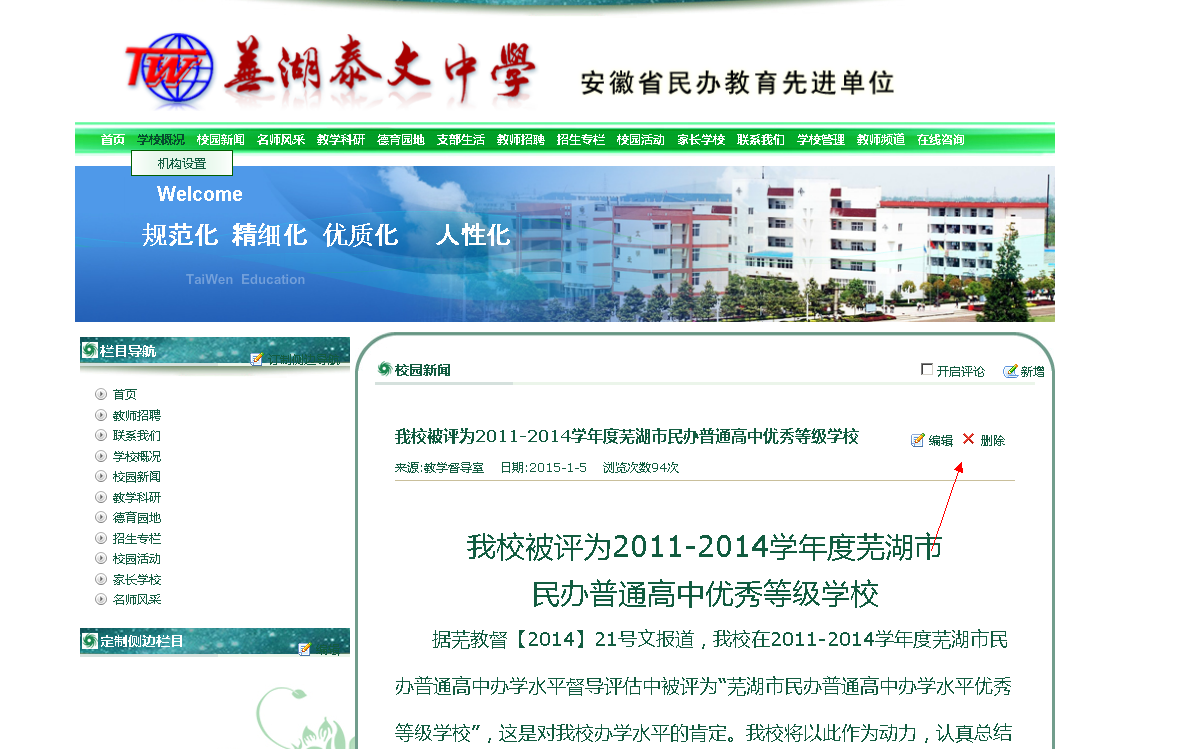 TW 蕪湖泰文中學 安徽省民办教育先进单位
首页 学校概况 校园新闻 名师风采 教学科研 德育园地 支部生活 教师招聘 招生专栏 校园活动 家长学校 联系我们 学校管理 教师频道 在线咨询
机构设置
Welcome
规范化 精细化 优质化 人性化
TaiWen Education
栏目导航 订制侧边导航
首页
教师招聘
联系我们
学校概况
校园新闻
教学科研
德育园地
招生专栏
校园活动
家长学校
名师风采
定制侧边栏目
校园新闻 开启评论 新增
我校被评为2011-2014学年度芜湖市民办普通高中优秀等级学校 编辑 删除
来源:教学督导室 日期:2015-1-5 浏览次数94次
我校被评为2011-2014学年度芜湖市
民办普通高中优秀等级学校
据芜教督【2014】21号文报道，我校在2011-2014学年度芜湖市民
办普通高中办学水平督导评估中被评为“芜湖市民办普通高中办学水平优秀
等级学校”，这是对我校办学水平的肯定。我校将以此作为动力，认真总结